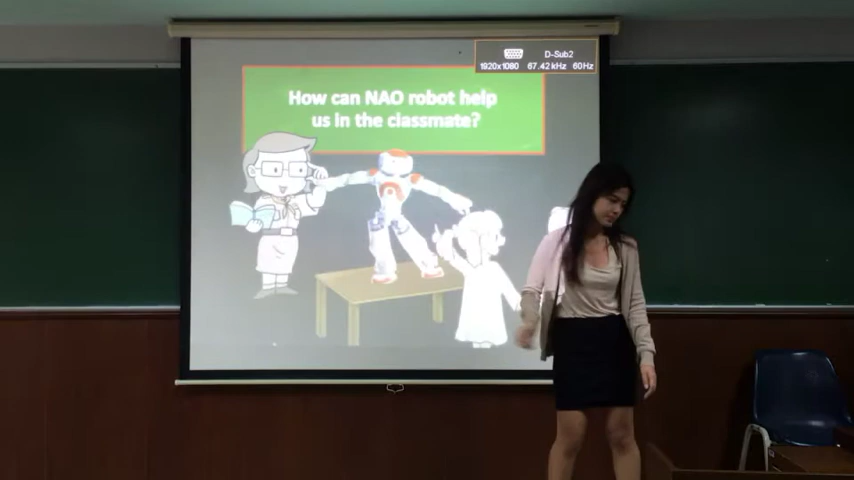 D-Sub2
1920x1080 67.42 kHz 60Hz
How can NAO robot help
us in the classmate?